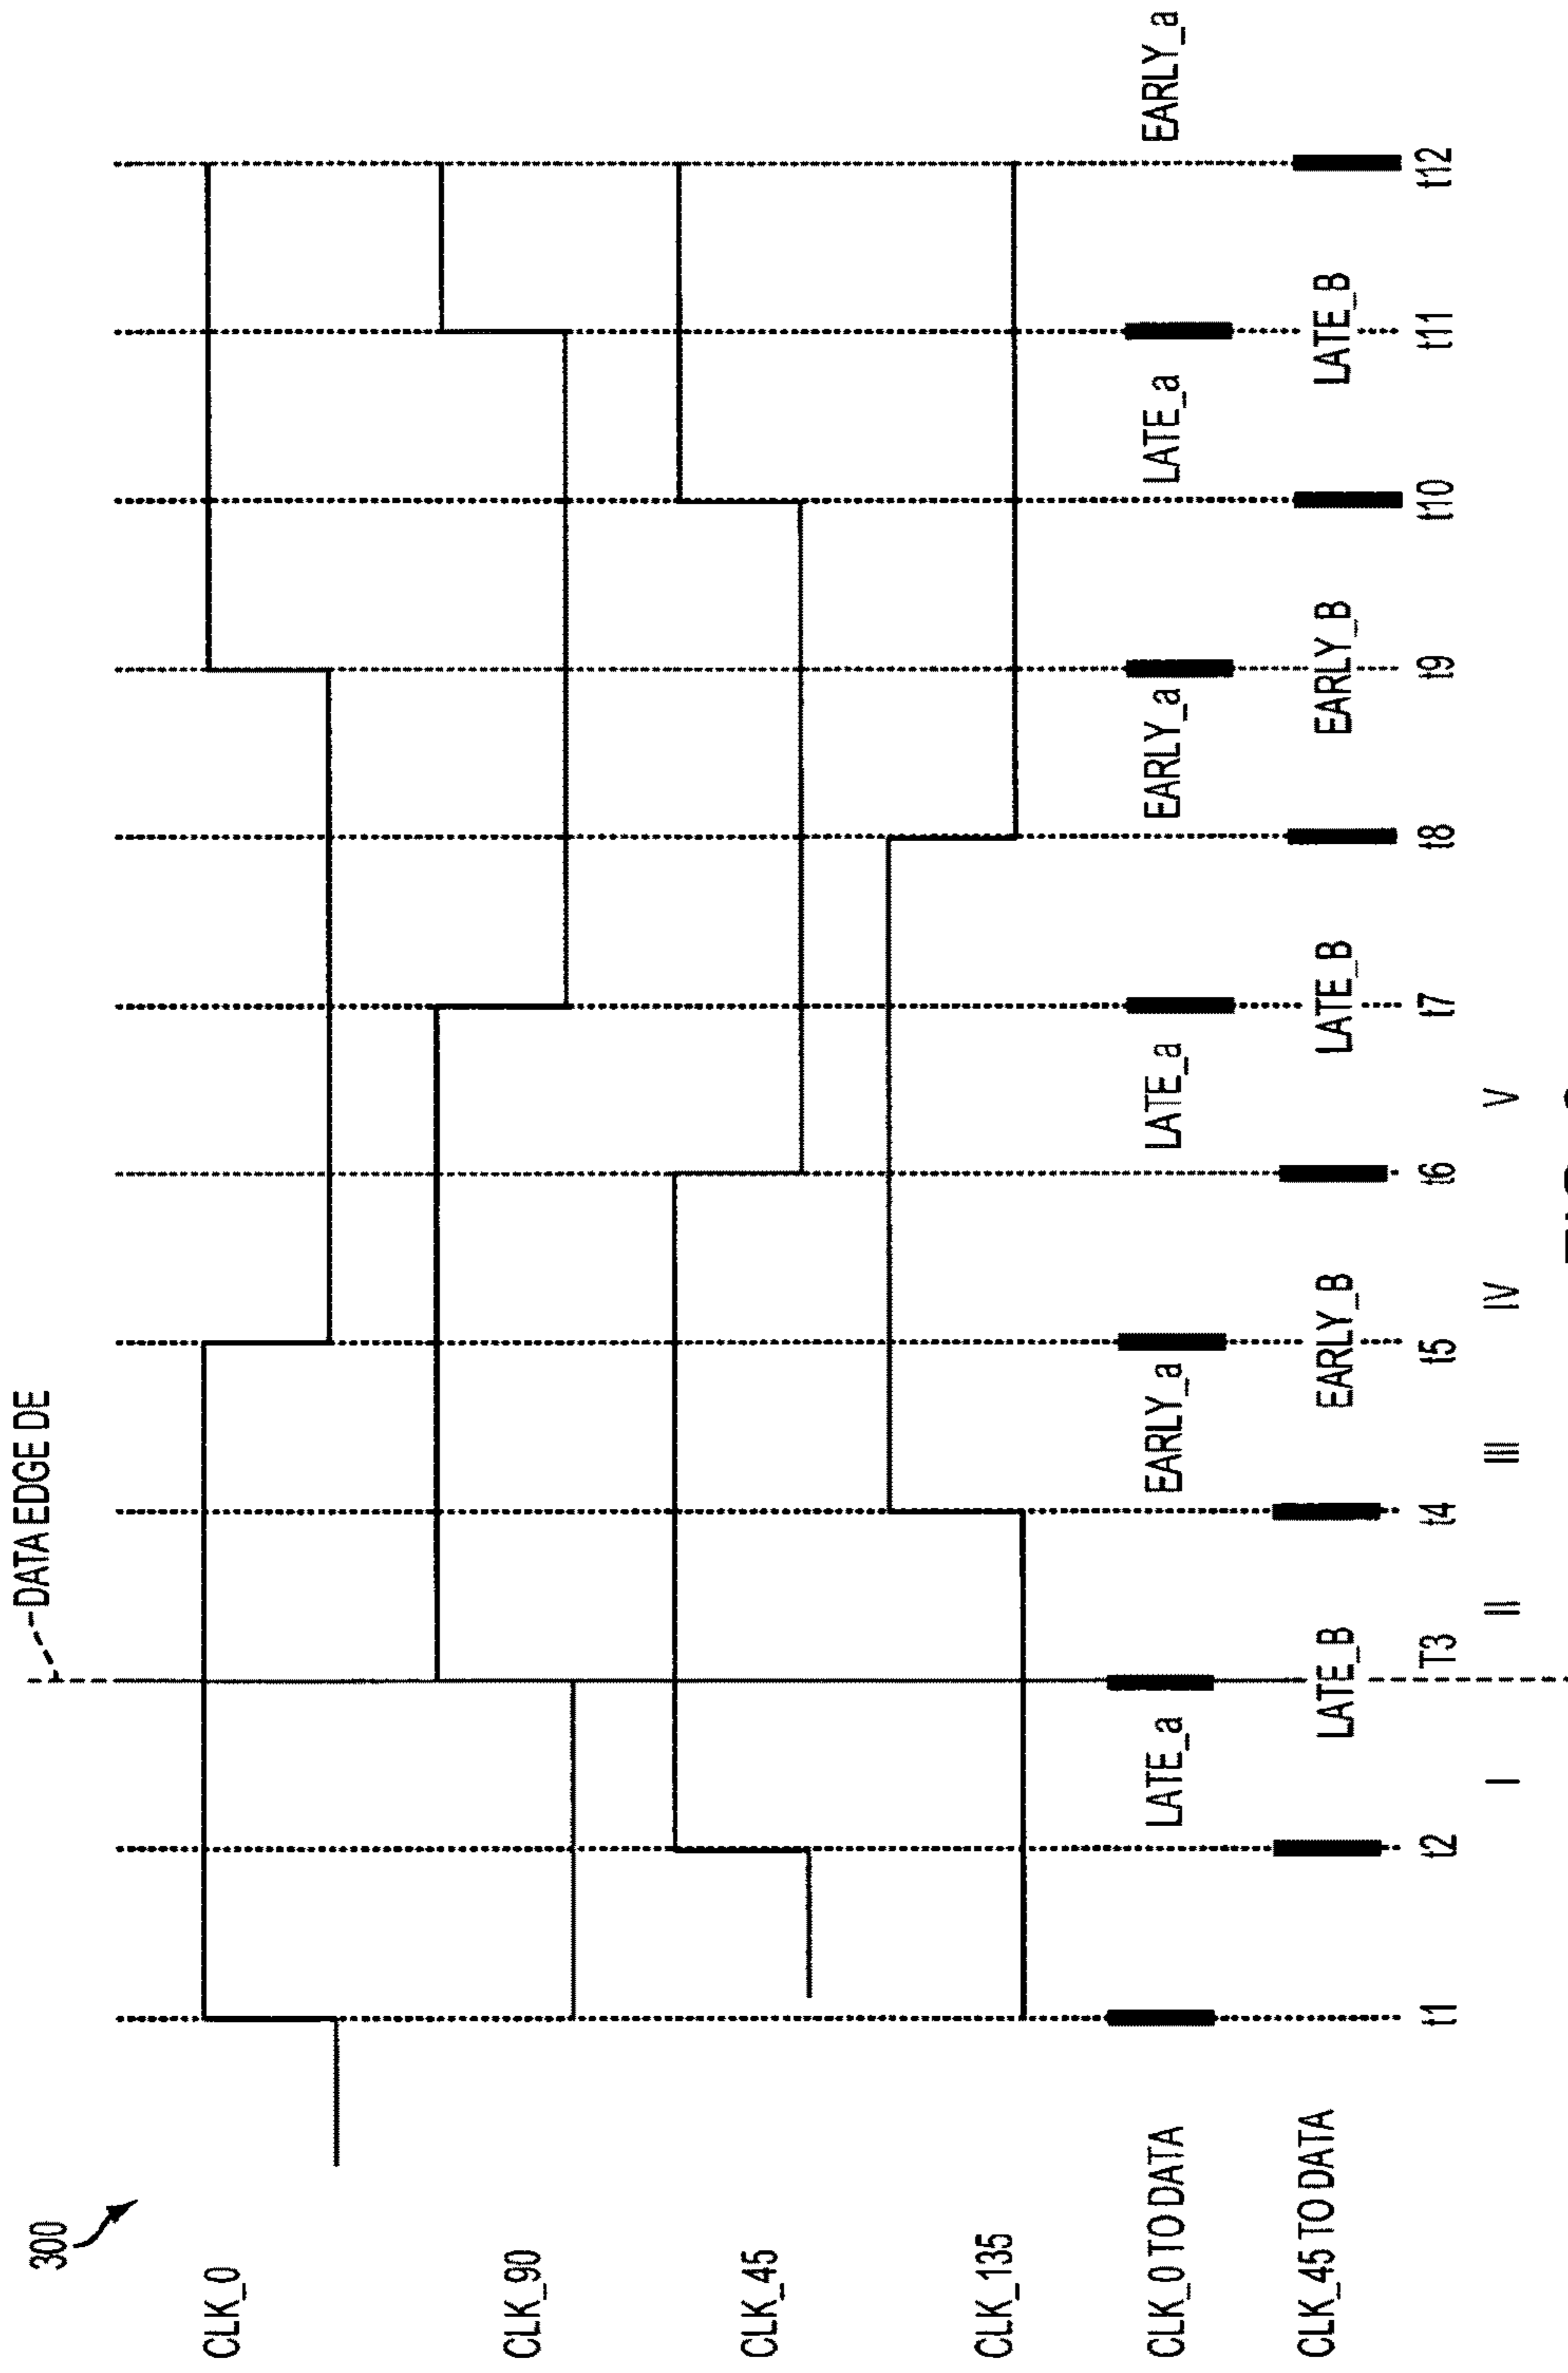 300
DATA EDGE DE
CLK_0
CLK_90
CLK_45
CLK_135
CLK_0 TO DATA
LATE_a
EARLY_a
LATE_a
EARLY_a
LATE_a
EARLY_a
CLK_45 TO DATA
LATE_B
EARLY_B
LATE_B
EARLY_B
LATE_B
t1
t2
T3
t4
t5
t6
t7
t8
t9
t10
t11
t12
I
II
III
IV
V